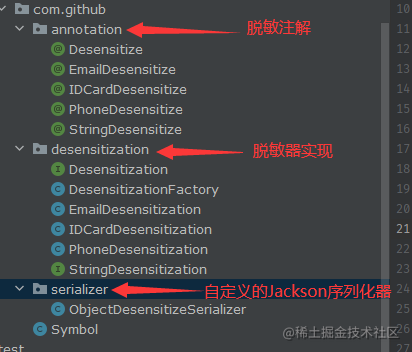 com.github
10
annotation
脱敏注解
11
Desensitize
12
EmailDesensitize
13
IDCardDesensitize
14
PhoneDesensitize
15
StringDesensitize
16
desensitization
脱敏器实现
17
Desensitization
18
DesensitizationFactory
19
EmailDesensitization
20
IDCardDesensitization
21
PhoneDesensitization
22
StringDesensitization
23
serializer
自定义的Jackson序列化器
24
ObjectDesensitizeSerializer
25
Symbol
@稀土掘金技术社区
26
test
27